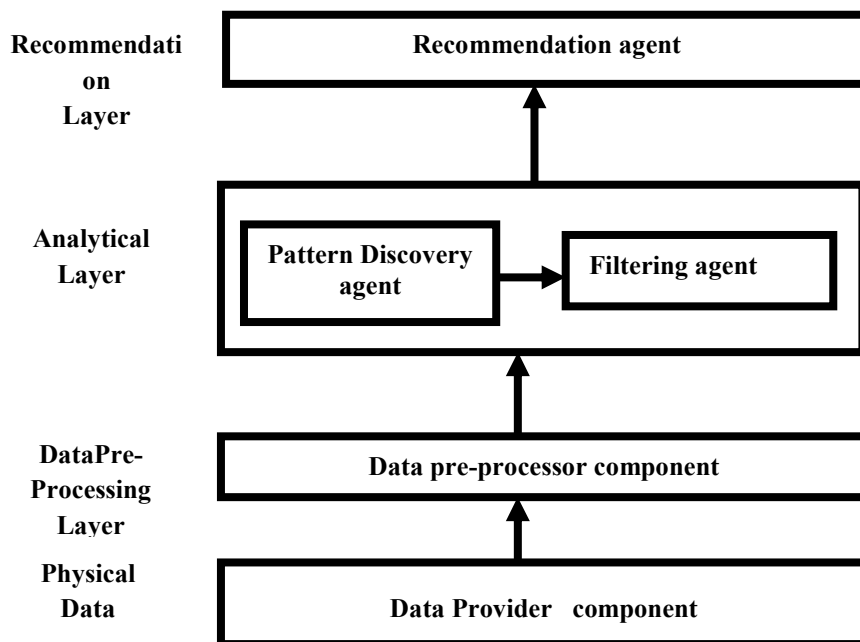 Recommendati
on
Layer
Recommendation agent
Analytical
Layer
Pattern Discovery
agent
Filtering agent
DataPre-
Processing
Layer
Data pre-processor component
Physical
Data
Data Provider component